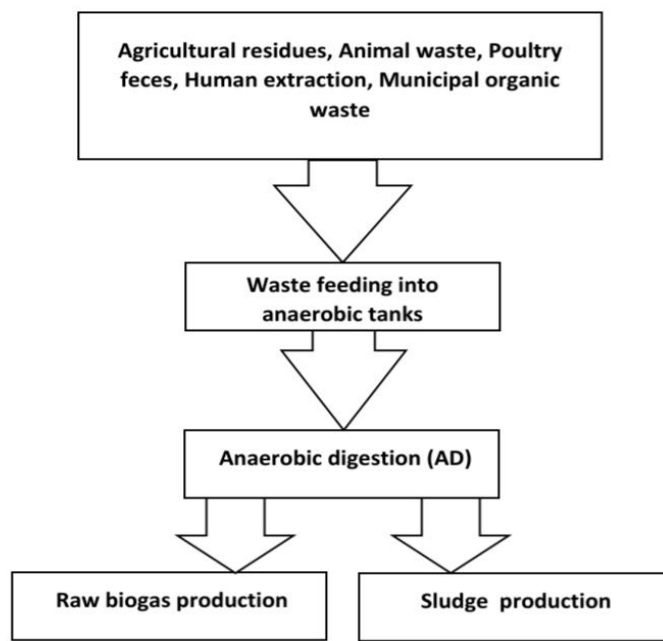 Agricultural residues, Animal waste, Poultry
feces, Human extraction, Municipal organic
waste
Waste feeding into
anaerobic tanks
Anaerobic digestion (AD)
Raw biogas production
Sludge production